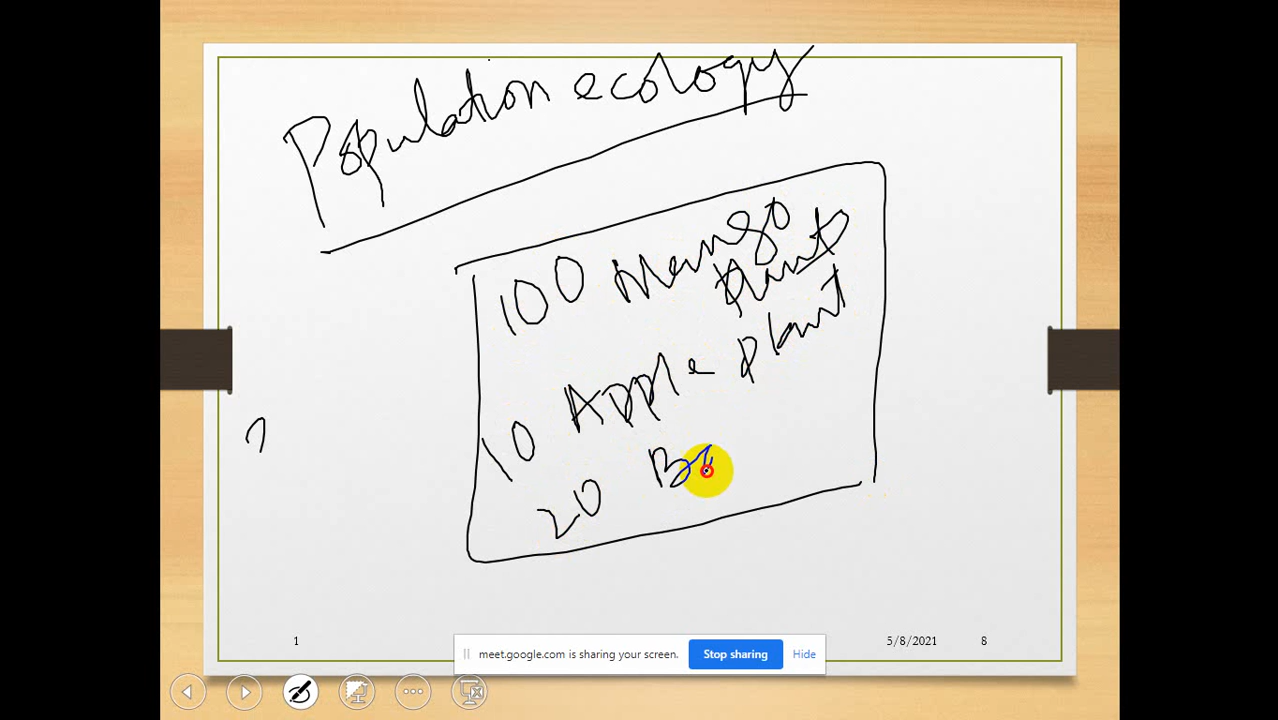 Population ecology
100 Mango
Plant
10 Apple plant
20
1
5/8/2021
8
meet.google.com is sharing your screen.
Stop sharing
Hide